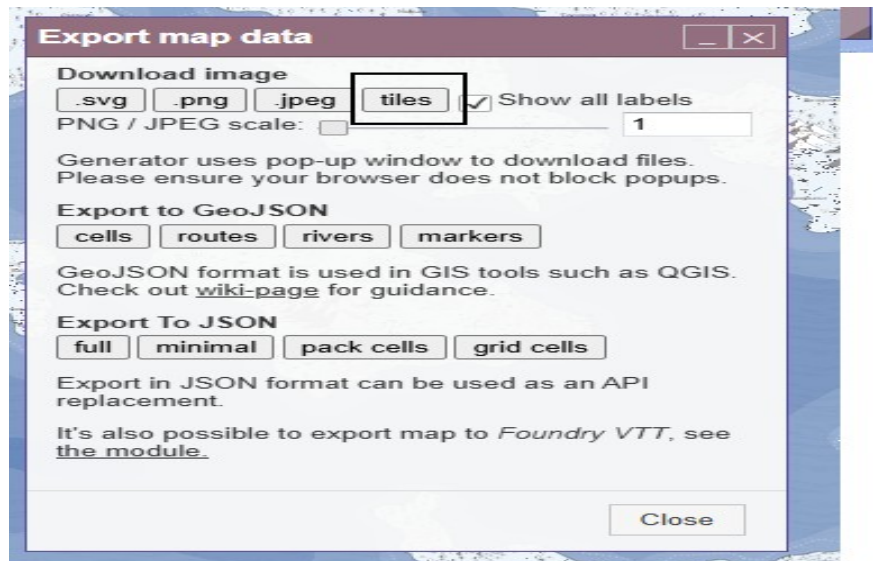 Export map data
Download image
.svg .png .jpeg tiles Show all labels
PNG / JPEG scale: 1
Generator uses pop-up window to download files.
Please ensure your browser does not block popups.
Export to GeoJSON
cells routes rivers markers
GeoJSON format is used in GIS tools such as QGIS.
Check out wiki-page for guidance.
Export To JSON
full minimal pack cells grid cells
Export in JSON format can be used as an API
replacement.
It's also possible to export map to Foundry VTT, see
the module.
Close